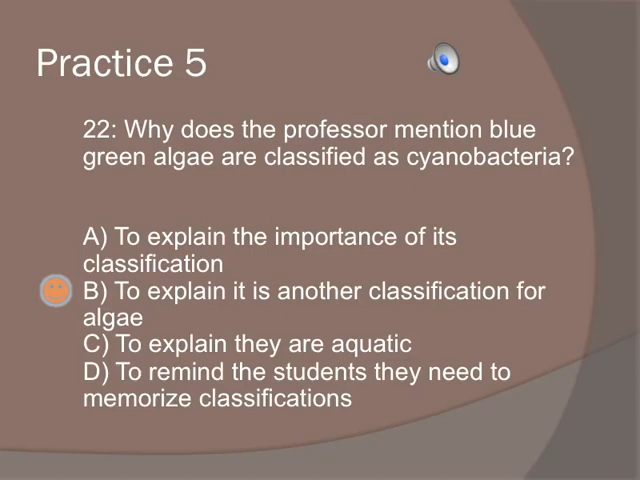 Practice 5
22: Why does the professor mention blue
green algae are classified as cyanobacteria?
A) To explain the importance of its
classification
B) To explain it is another classification for
algae
C) To explain they are aquatic
D) To remind the students they need to
memorize classifications